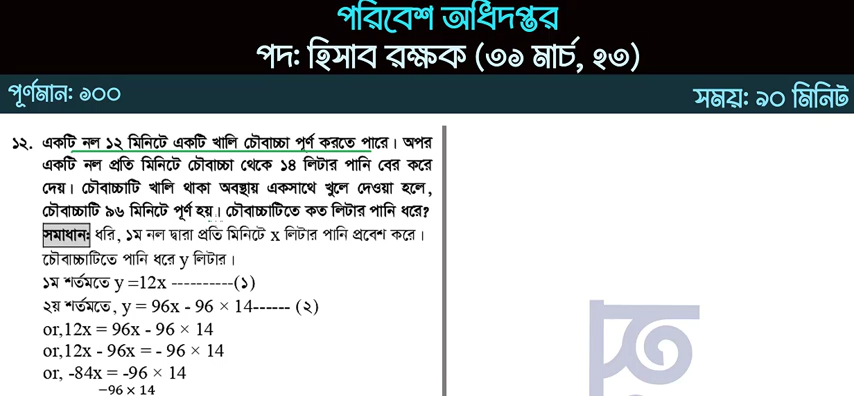 পরিবেশ অধিদপ্তর
পদ: হিসাব রক্ষক (৩১ মার্চ, ২৩)
পূর্ণমান: ১০০
সময়: ৯০ মিনিট
১২. একটি নল ১২ মিনিটে একটি খালি চৌবাচ্চা পূর্ণ করতে পারে। অপর
একটি নল প্রতি মিনিটে চৌবাচ্চা থেকে ১৪ লিটার পানি বের করে
দেয়। চৌবাচ্চাটি খালি থাকা অবস্থায় একসাথে খুলে দেওয়া হলে,
চৌবাচ্চাটি ৯৬ মিনিটে পূর্ণ হয়। চৌবাচ্চাটিতে কত লিটার পানি ধরে?
সমাধান: ধরি, ১ম নল দ্বারা প্রতি মিনিটে x লিটার পানি প্রবেশ করে।
চৌবাচ্চাটিতে পানি ধরে y লিটার।
১ম শর্তমতে y =12x ----------(১)
২য় শর্তমতে, y = 96x - 96 × 14------ (২)
or,12x = 96x - 96 × 14
or,12x - 96x = - 96 × 14
or, -84x = -96 × 14
−96 × 14